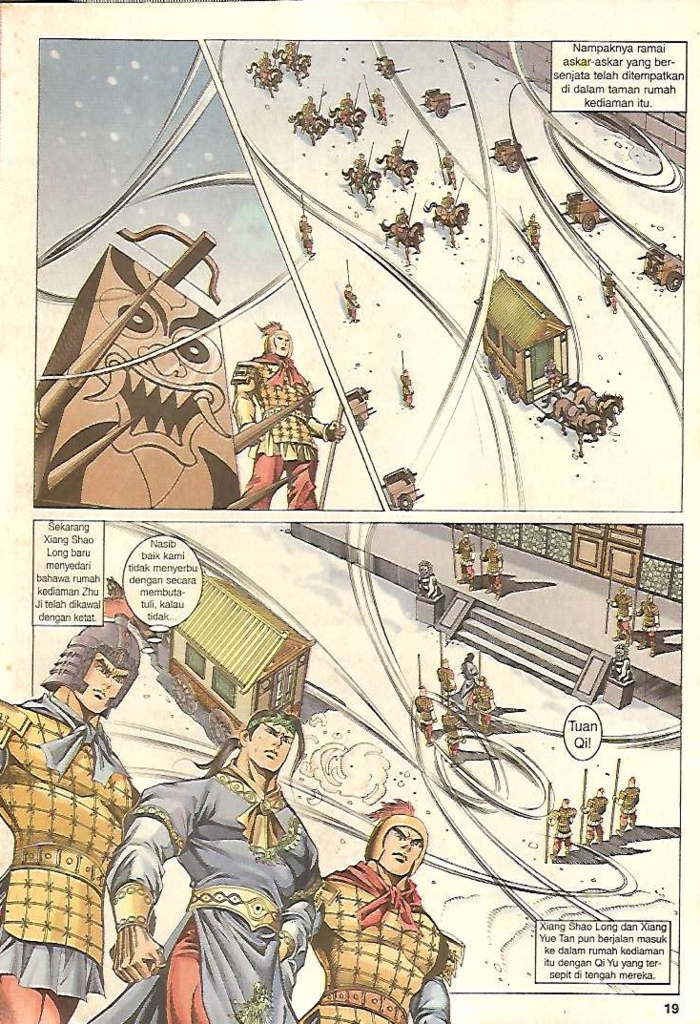 Nampaknya ramai
askar-askar yang ber-
senjata telah ditempatkan
di dalam taman rumah
kediaman itu.
Sekarang
Xiang Shao
Long baru
menyedari
bahawa rumah
kediaman Zhu
Ji telah dikawal
dengan ketat.
Nasib
baik kami
tidak menyerbu
dengan secara
membuta-
tuli, kalau
tidak...
Tuan
Qi!
Xiang Shao Long dan Xiang
Yue Tan pun berjalan masuk
ke dalam rumah kediaman
itu dengan Qi Yu yang ter-
sepit di tengah mereka.
19